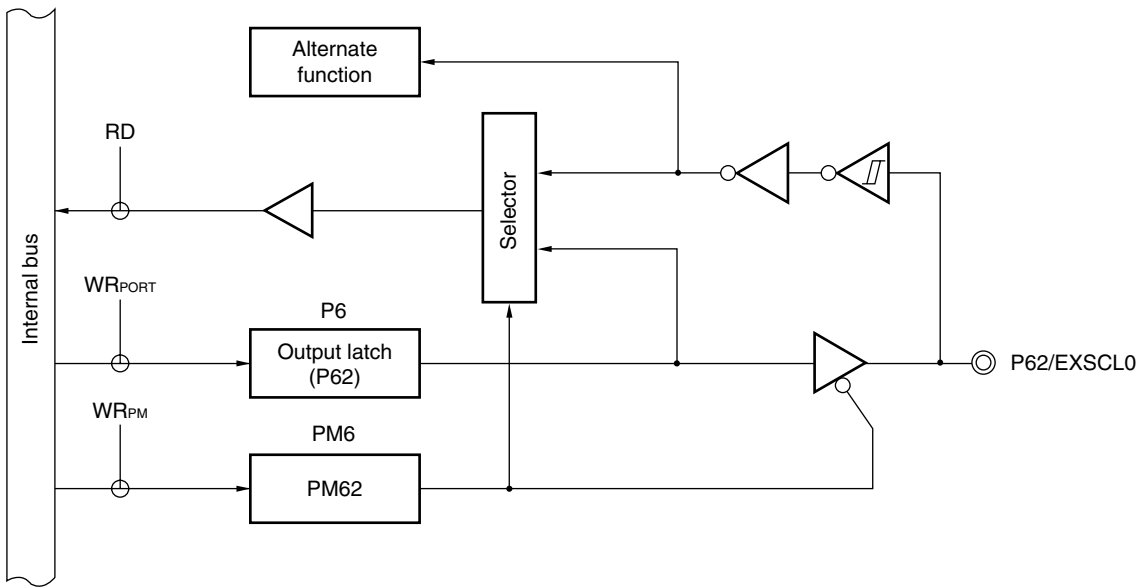 Alternate
function
RD
Selector
Internal bus
WRPORT
P6
Output latch
(P62)
P62/EXSCL0
WRPM
PM6
PM62